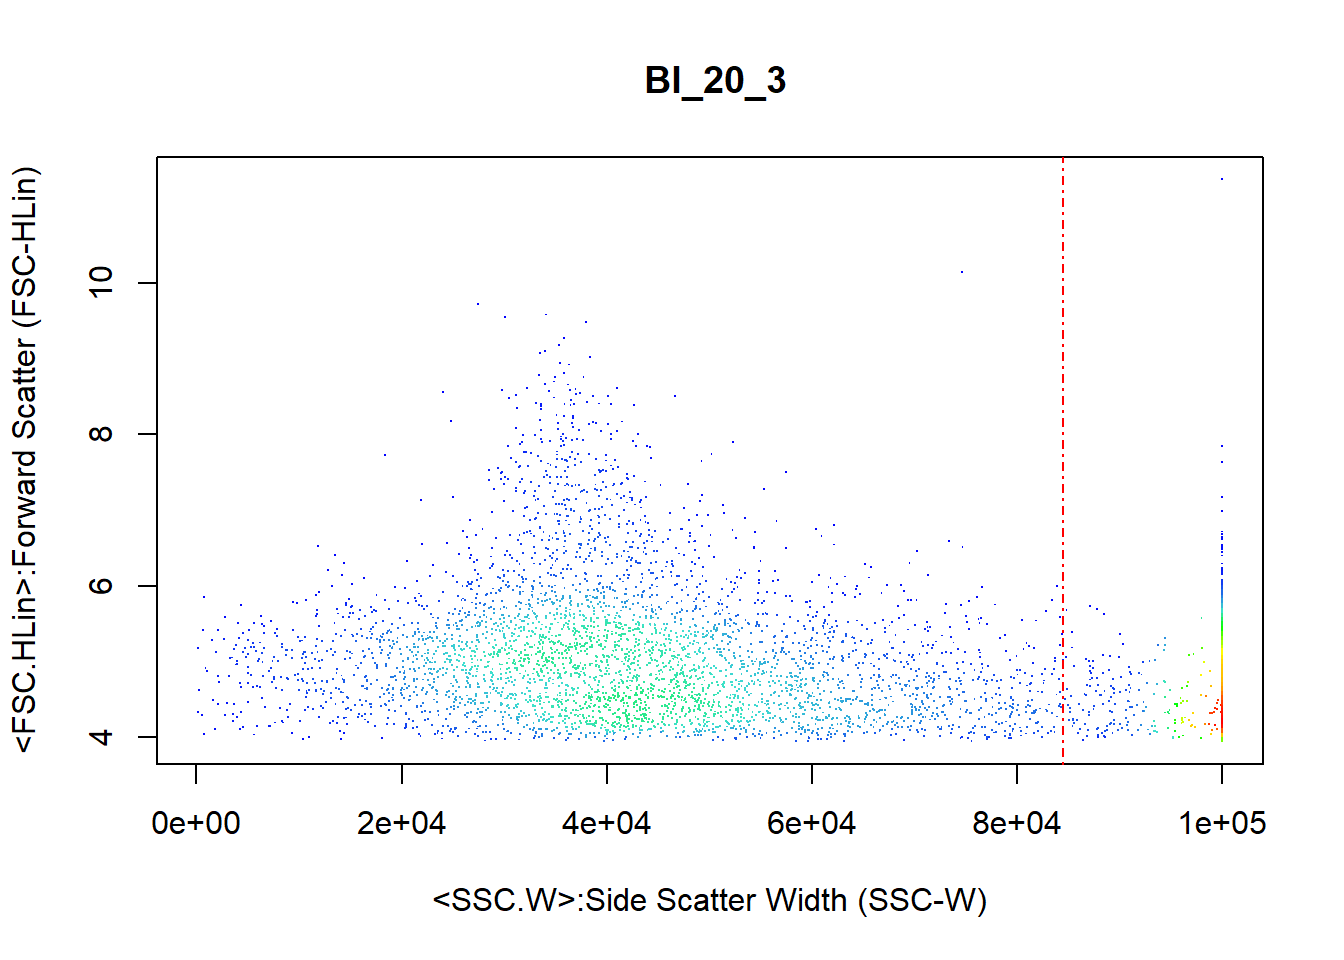 BI_20_3
<FSC.HLin>:Forward Scatter (FSC-HLin)
10
8
6
4
0e+00 2e+04 4e+04 6e+04 8e+04 1e+05
<SSC.W>:Side Scatter Width (SSC-W)